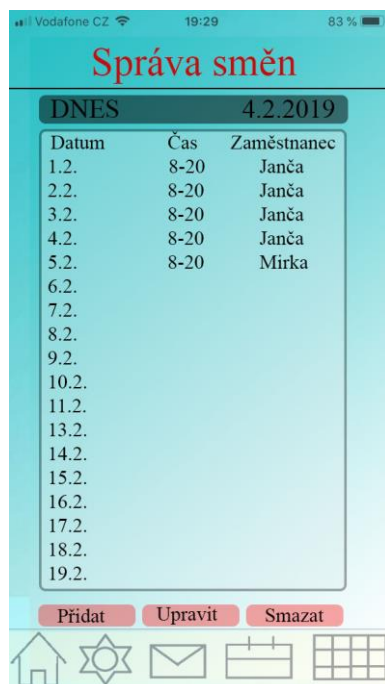 Vodafone CZ 19:29 83 %
Správa směn
DNES 4.2.2019
Datum Čas Zaměstnanec
1.2. 8-20 Janča
2.2. 8-20 Janča
3.2. 8-20 Janča
4.2. 8-20 Janča
5.2. 8-20 Mirka
6.2.
7.2.
8.2.
9.2.
10.2.
11.2.
13.2.
14.2.
15.2.
16.2.
17.2.
18.2.
19.2.
Přidat Upravit Smazat